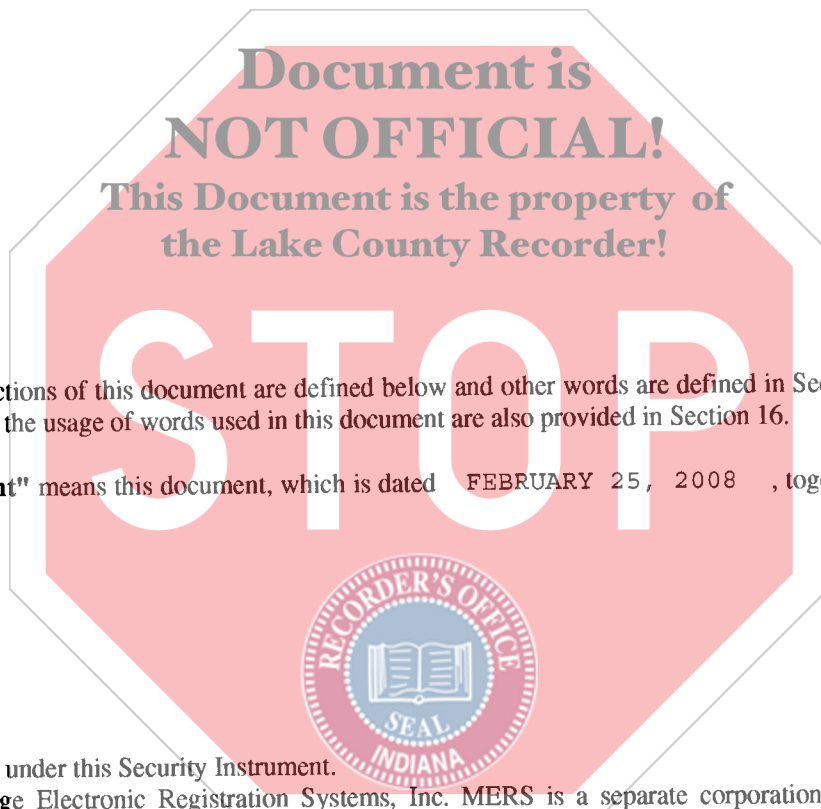 Document is
NOT OFFICIAL!
This Document is the property of
the Lake County Recorder!
STOP
ctions of this document are defined below and other words are defined in Sec
the usage of words used in this document are also provided in Section 16.
nt" means this document, which is dated FEBRUARY 25, 2008 , toge
RECORDER'S OFFICE
SEAL
INDIANA
under this Security Instrument.
ge Electronic Registration Systems, Inc. MERS is a separate corporation